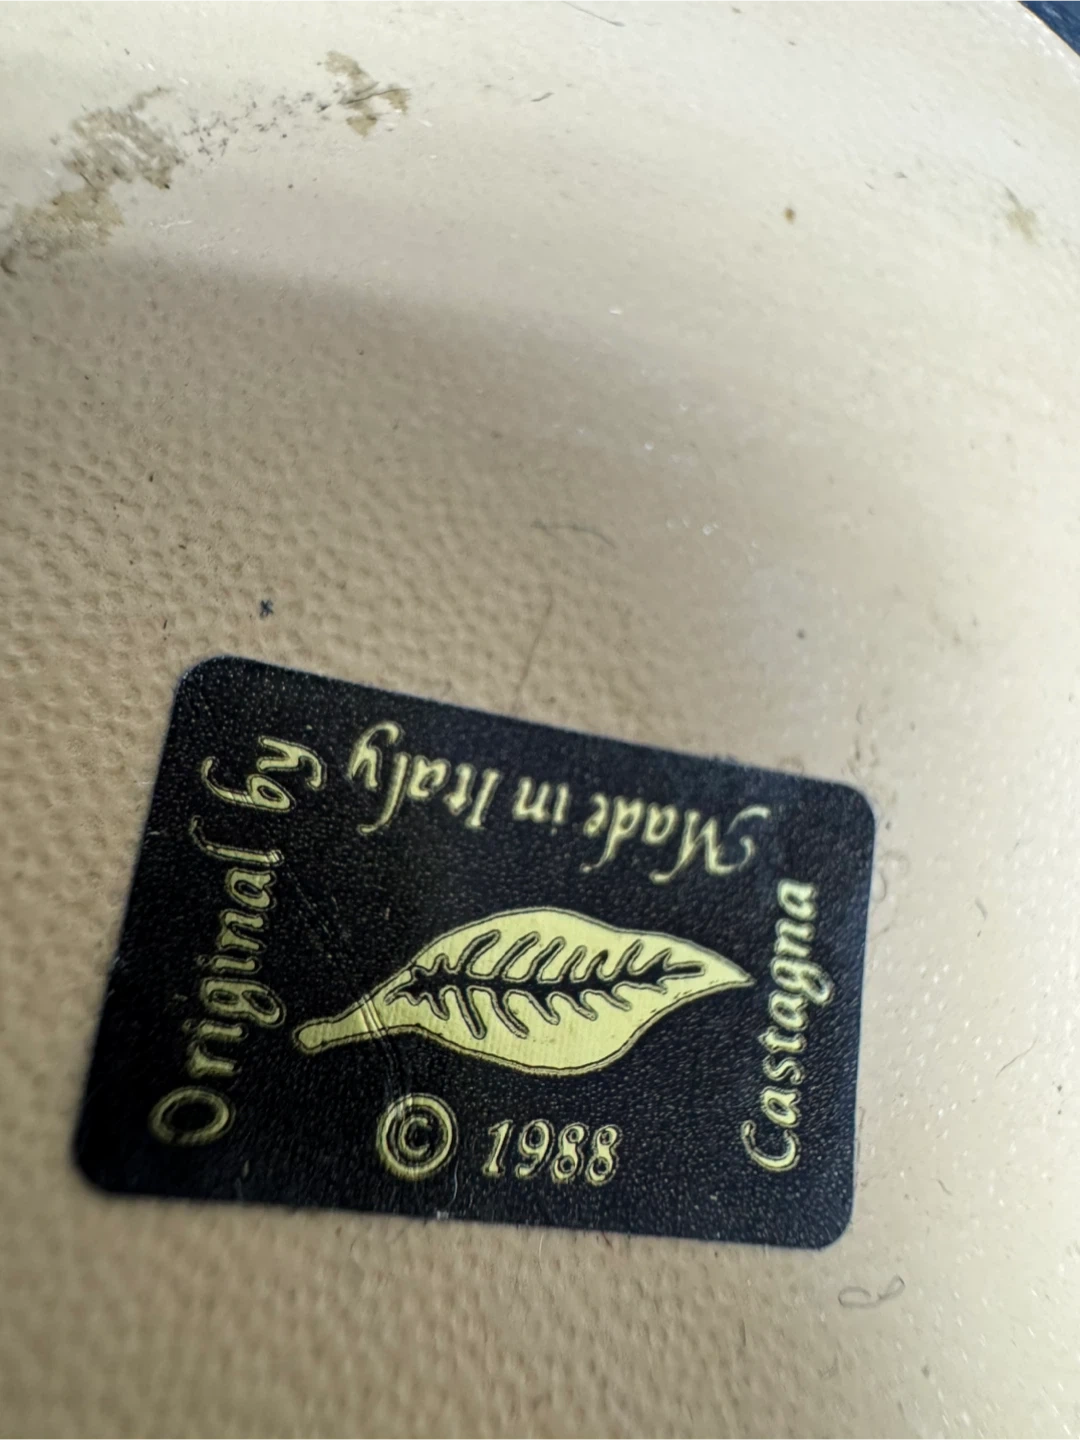 Original by
Made in Italy
© 1988
Castagna